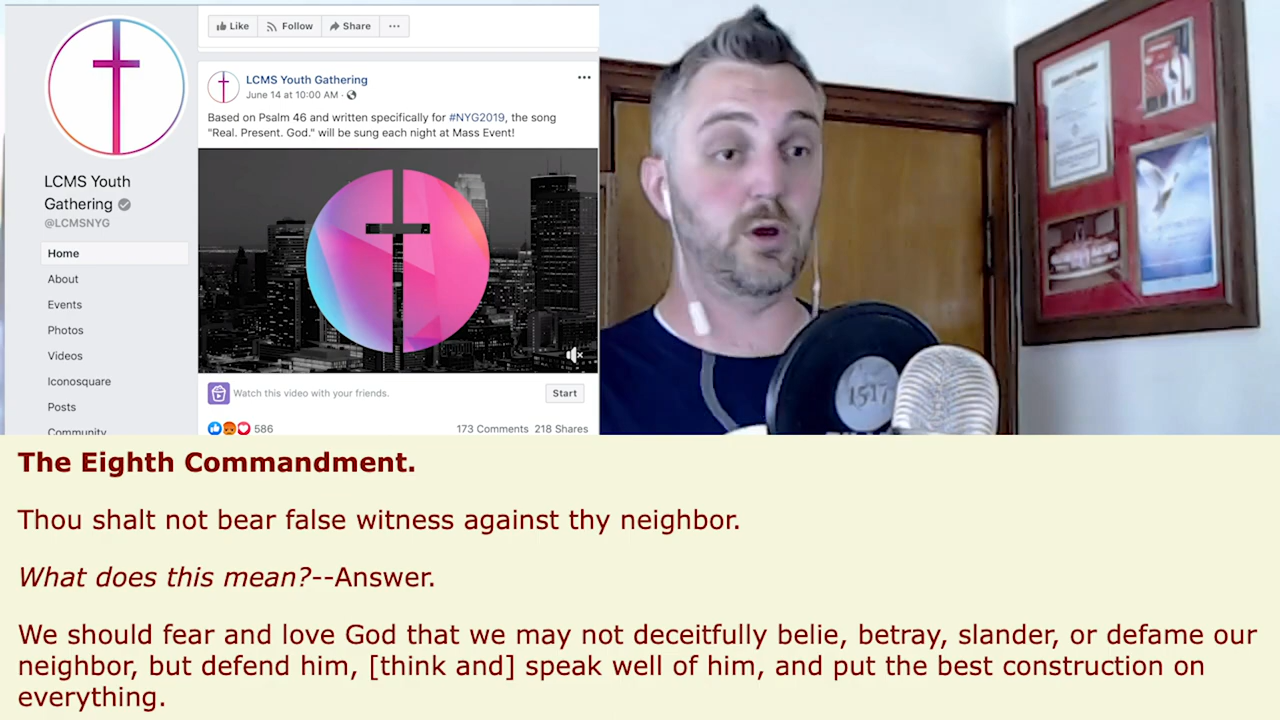 Like
Follow
Share
LCMS Youth Gathering
June 14 at 10:00 AM ·
Based on Psalm 46 and written specifically for #NYG2019, the song
"Real. Present. God." will be sung each night at Mass Event!
LCMS Youth
Gathering
@LCMSNYG
Home
About
Events
Photos
Videos
Iconosquare
Posts
Community
Watch this video with your friends.
Start
586
173 Comments 218 Shares
1517
The Eighth Commandment.
Thou shalt not bear false witness against thy neighbor.
What does this mean?--Answer.
We should fear and love God that we may not deceitfully belie, betray, slander, or defame our
neighbor, but defend him, [think and] speak well of him, and put the best construction on
everything.